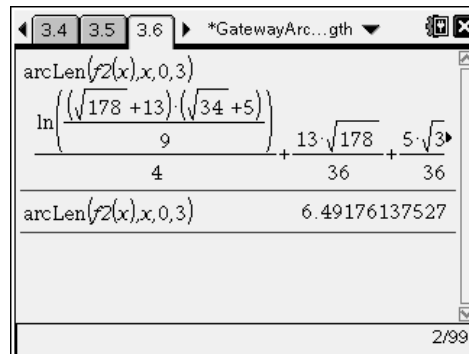 3.4 3.5 3.6 *GatewayArc...gth
arcLen(f2(x),x,0,3)
ln(((√178 +13)·(√34 +5))/9)/4 + 13·√178/36 + 5·√3/36
arcLen(f2(x),x,0,3) 6.49176137527
2/99